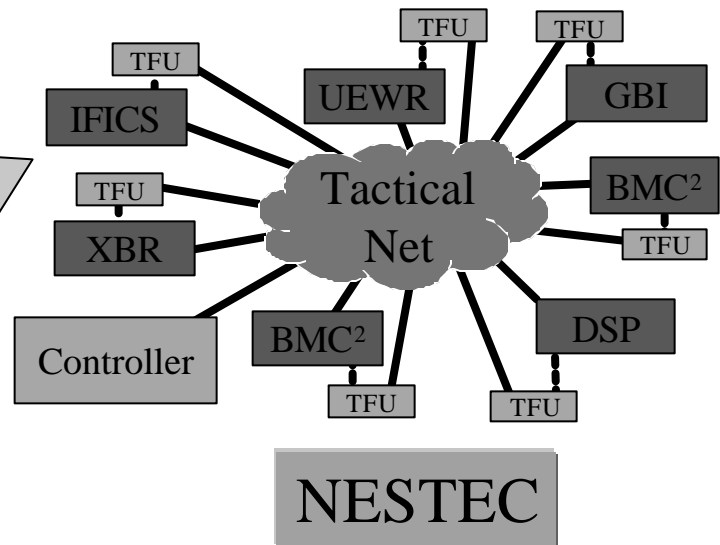 TFU
TFU
TFU
IFICS
UEWR
GBI
TFU
XBR
Tactical
Net
BMC²
TFU
Controller
BMC²
TFU
DSP
TFU
NESTEC